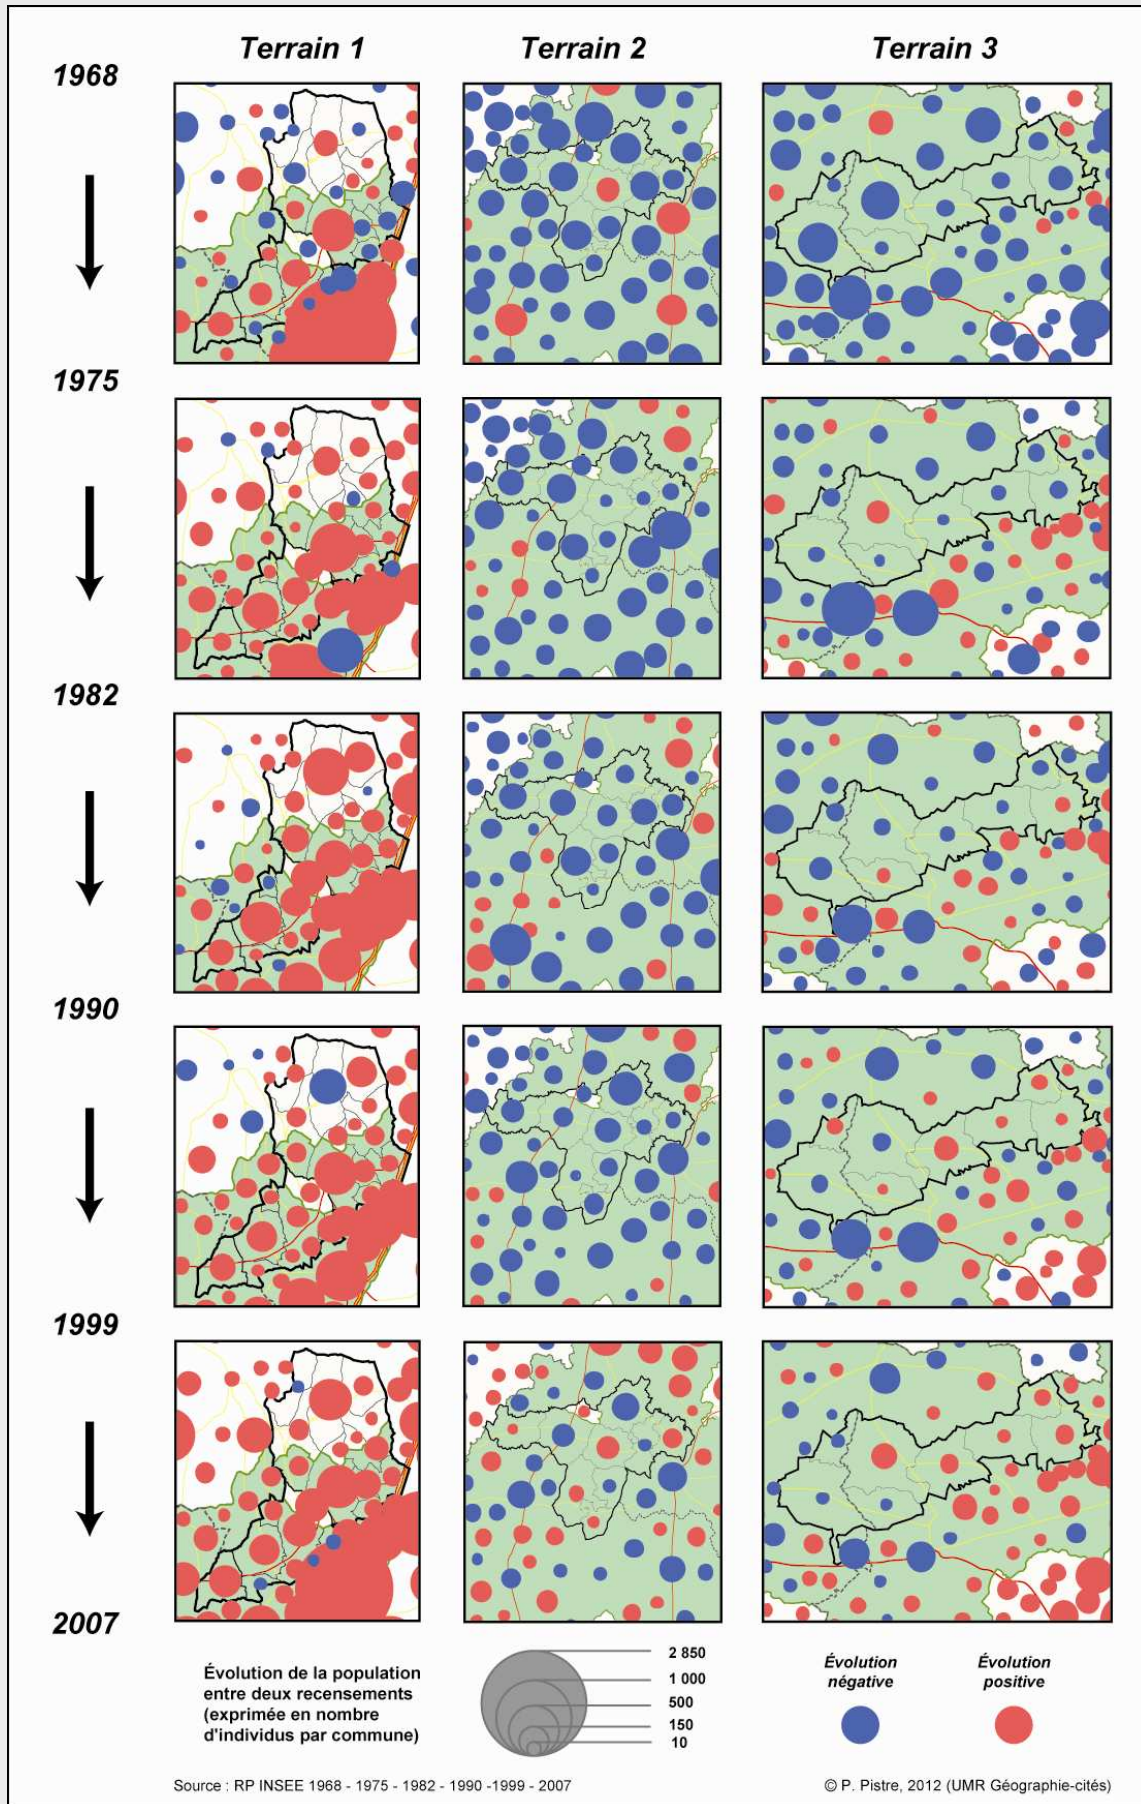 Terrain 1 Terrain 2 Terrain 3
1968
1975
1982
1990
1999
2007
Évolution de la population
entre deux recensements
(exprimée en nombre
d'individus par commune)
2 850
1 000
500
150
10
Évolution
négative
Évolution
positive
Source : RP INSEE 1968 - 1975 - 1982 - 1990 -1999 - 2007
© P. Pistre, 2012 (UMR Géographie-cités)